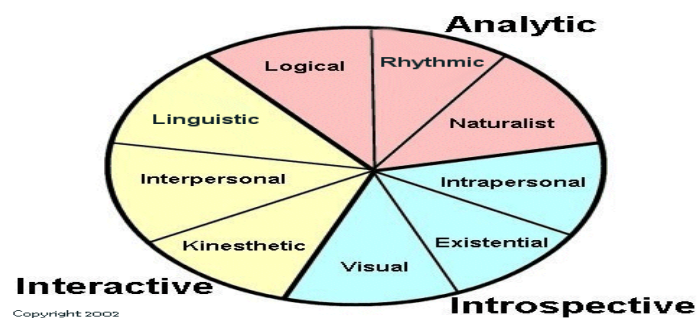 Analytic
Logical
Rhythmic
Naturalist
Linguistic
Interpersonal
Kinesthetic
Intrapersonal
Existential
Visual
Interactive
Introspective
Copyright 2002